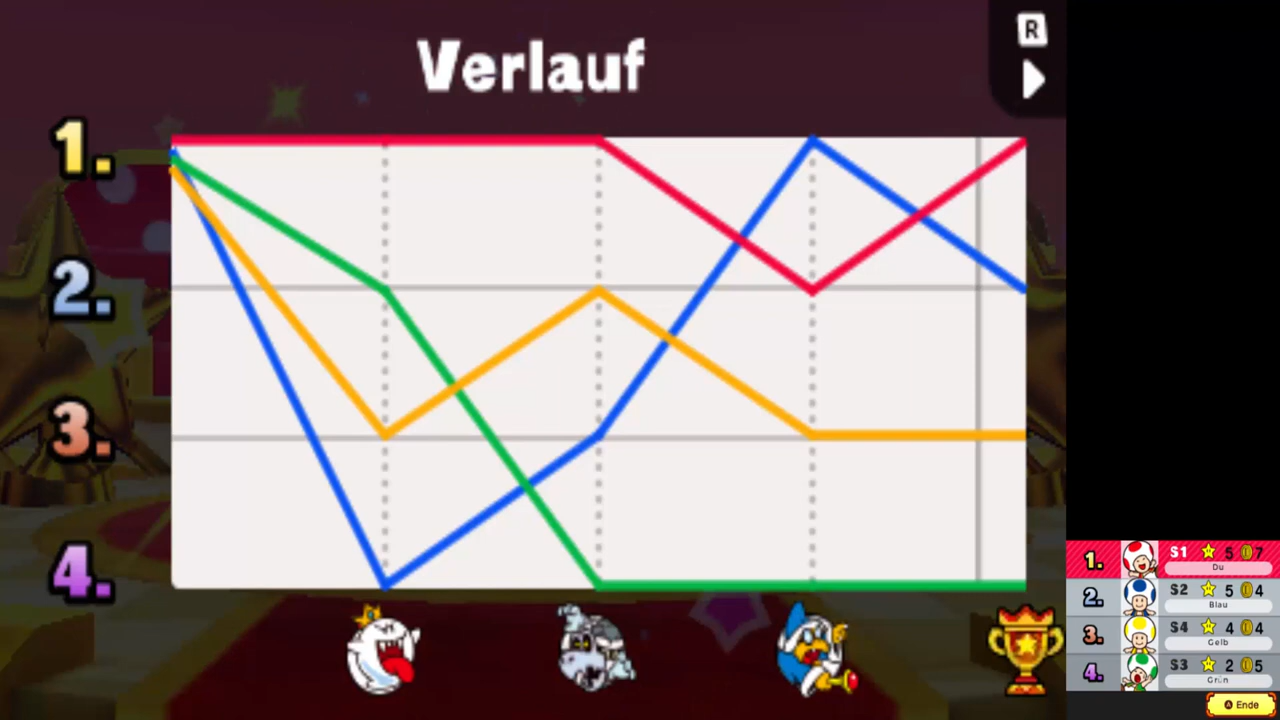 Verlauf
R
1.
2.
3.
4.
1. S1 5 7
Du
2. S2 5 4
Blau
3. S4 4 4
Gelb
4. S3 2 5
Grün
A Ende